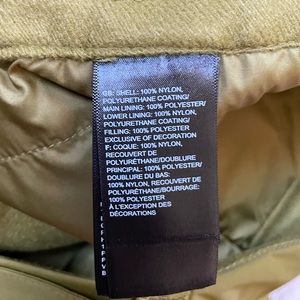 GB: SHELL: 100% NYLON,
POLYURETHANE COATING/
MAIN LINING: 100% POLYESTER/
LOWER LINING: 100% NYLON,
POLYURETHANE COATING/
FILLING: 100% POLYESTER
EXCLUSIVE OF DECORATION
F: COQUE: 100% NYLON,
RECOUVERT DE
POLYURÉTHANE/DOUBLURE
PRINCIPAL: 100% POLYESTER/
DOUBLURE DU BAS:
100% NYLON, RECOUVERT DE
POLYURÉTHANE/BOURRAGE:
100% POLYESTER
À L'EXCEPTION DES
DÉCORATIONS